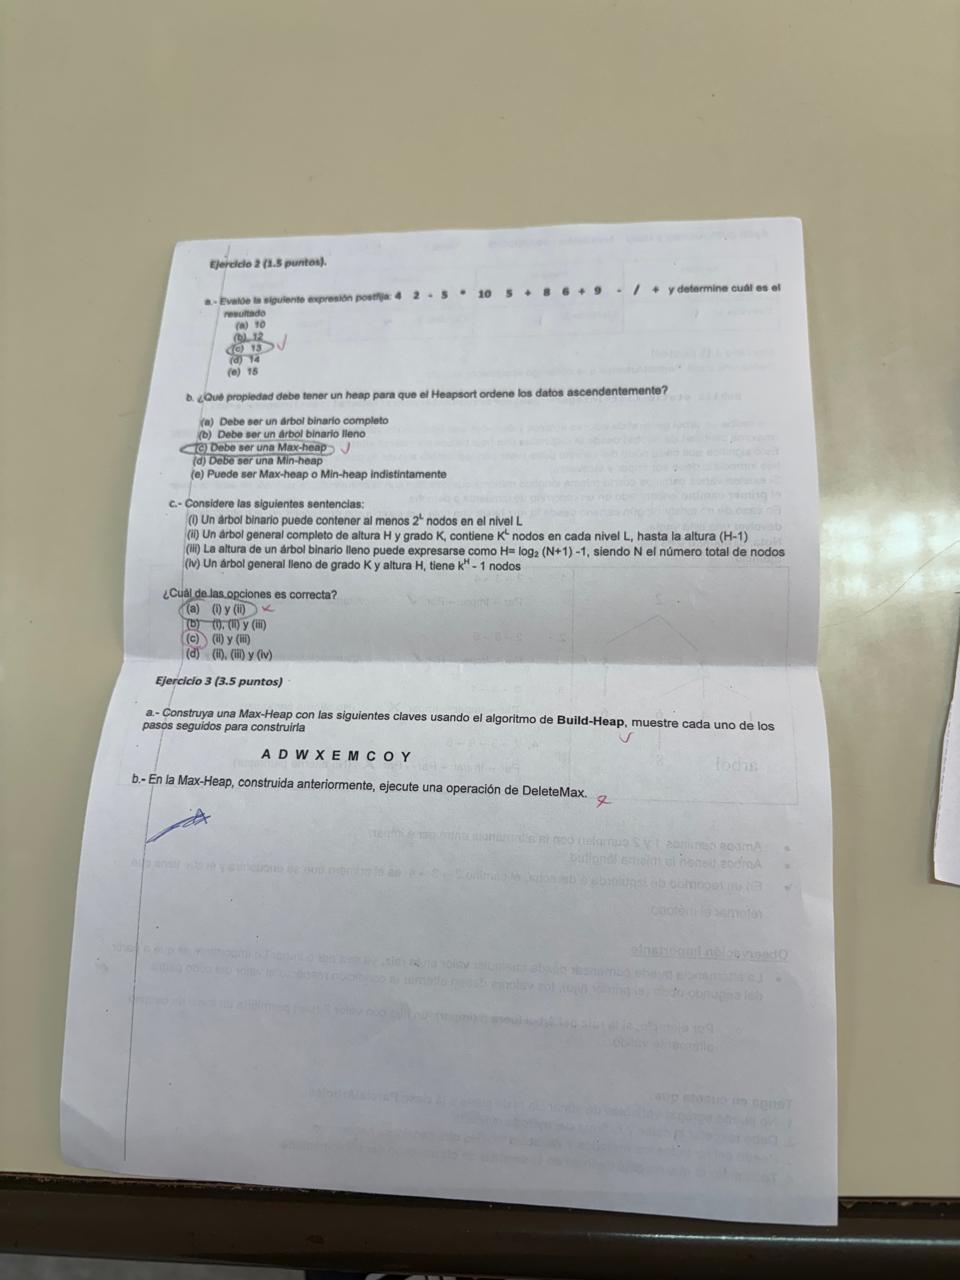 Ejercicio 2 (1.5 puntos).
a.- Evalúe la siguiente expresión postfija: 4 2 - 5 * 10 5 + 8 6 + 9 - / + y determine cuál es el
resultado
(a) 10
(b) 12
(c) 13
(d) 14
(e) 15
b. ¿Qué propiedad debe tener un heap para que el Heapsort ordene los datos ascendentemente?
(a) Debe ser un árbol binario completo
(b) Debe ser un árbol binario lleno
(c) Debe ser una Max-heap
(d) Debe ser una Min-heap
(e) Puede ser Max-heap o Min-heap indistintamente
c.- Considere las siguientes sentencias:
(i) Un árbol binario puede contener al menos 2^L nodos en el nivel L
(ii) Un árbol general completo de altura H y grado K, contiene K^L nodos en cada nivel L, hasta la altura (H-1)
(iii) La altura de un árbol binario lleno puede expresarse como H= log₂ (N+1) -1, siendo N el número total de nodos
(iv) Un árbol general lleno de grado K y altura H, tiene k^H - 1 nodos
¿Cuál de las opciones es correcta?
(a) (i) y (ii)
(b) (i), (ii) y (iii)
(c) (ii) y (iii)
(d) (ii), (iii) y (iv)
Ejercicio 3 (3.5 puntos)
a.- Construya una Max-Heap con las siguientes claves usando el algoritmo de Build-Heap, muestre cada uno de los
pasos seguidos para construirla
A D W X E M C O Y
b.- En la Max-Heap, construida anteriormente, ejecute una operación de DeleteMax.